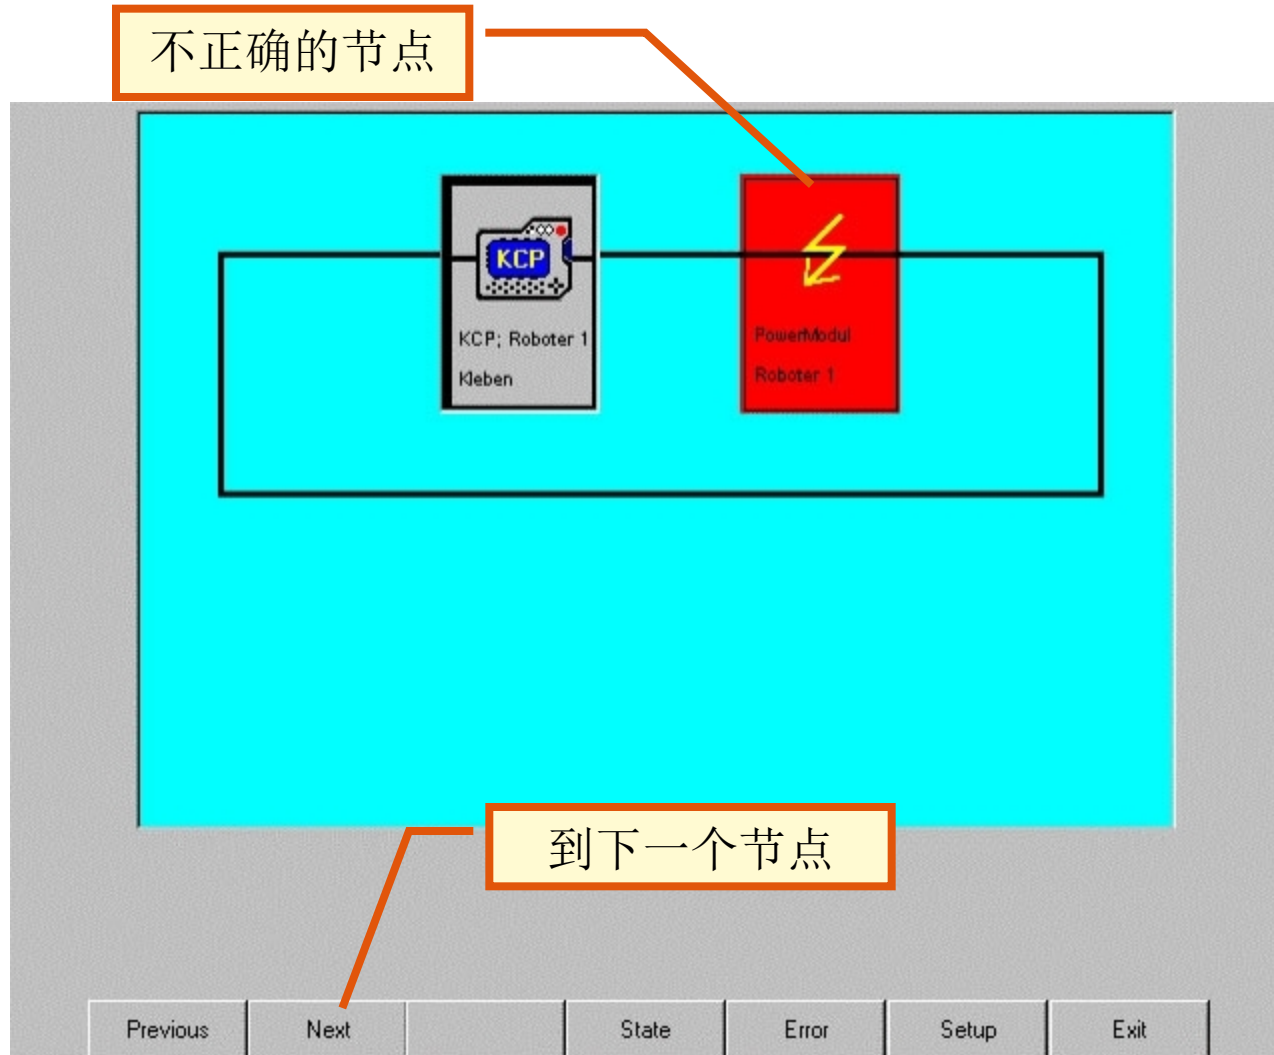 不正确的节点
KCP
KCP; Roboter 1
Kleben
PowerModul
Roboter 1
到下一个节点
Previous
Next
State
Error
Setup
Exit